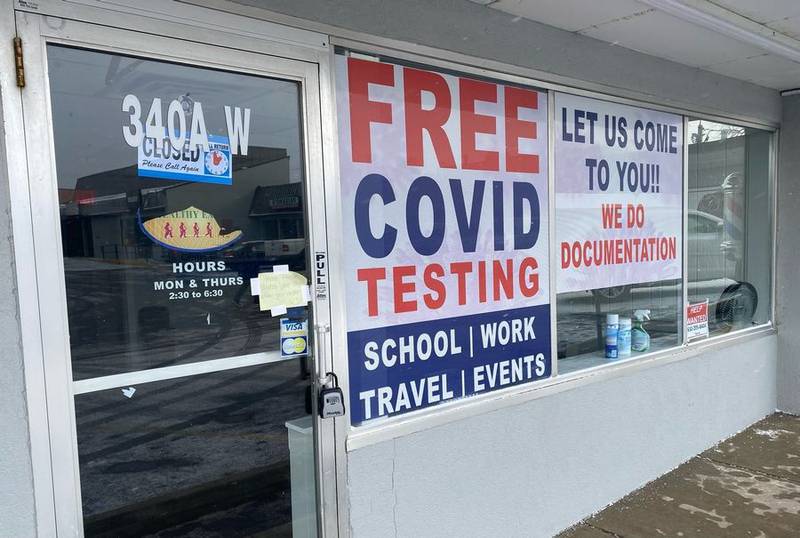 340A W
CLOSED
Please Call Again
HOURS
MON & THURS
2:30 to 6:30
PULL
VISA
FREE
COVID
TESTING
SCHOOL | WORK
TRAVEL | EVENTS
LET US COME
TO YOU!!
WE DO
DOCUMENTATION
HELP
WANTED